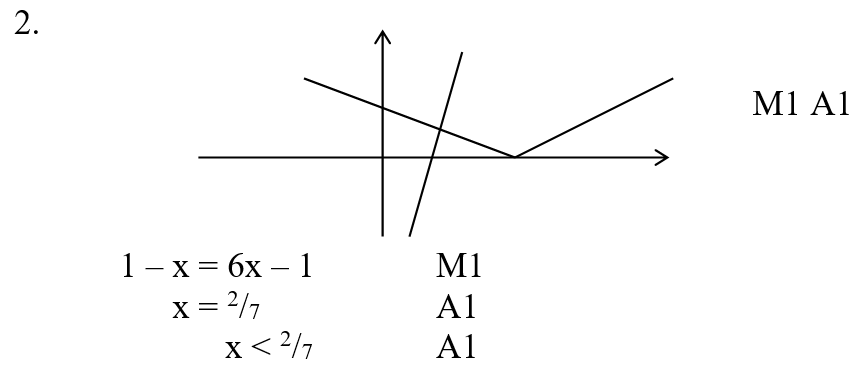 2.
M1 A1
1 – x = 6x – 1 M1
x = 2/7 A1
x < 2/7 A1